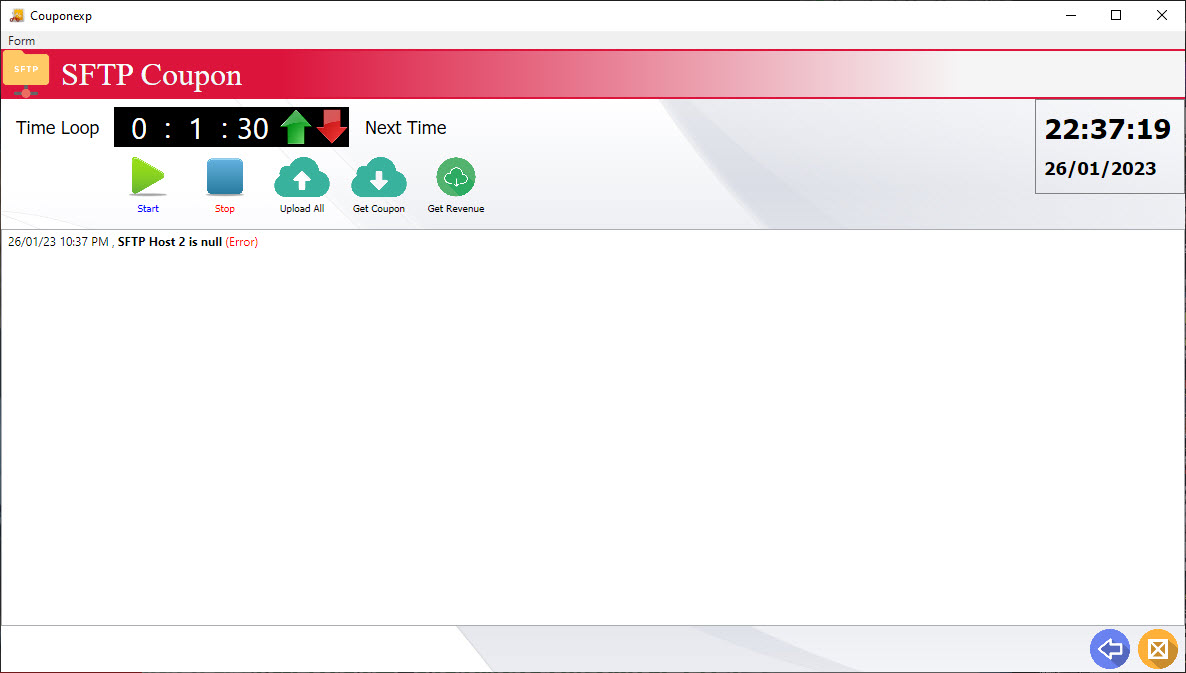 Couponexp
Form
SFTP
SFTP Coupon
Time Loop 0 : 1 : 30 Next Time
22:37:19
26/01/2023
Start Stop Upload All Get Coupon Get Revenue
26/01/23 10:37 PM , SFTP Host 2 is null (Error)